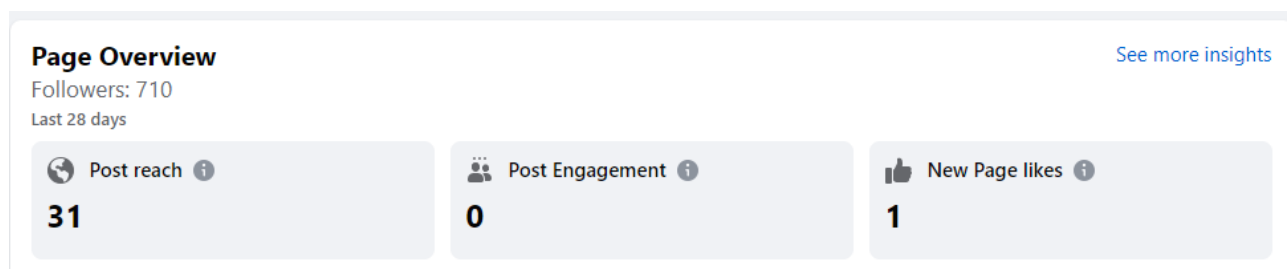 Page Overview
See more insights
Followers: 710
Last 28 days
Post reach
Post Engagement
New Page likes
31
0
1